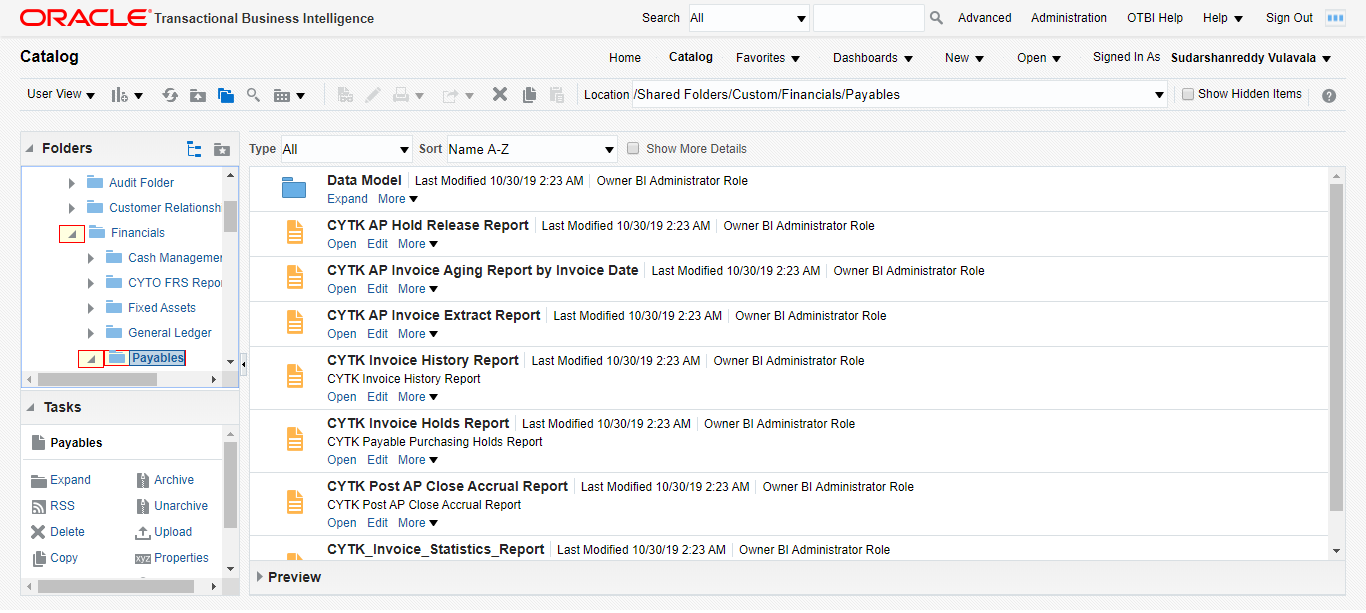 ORACLE® Transactional Business Intelligence Search All Advanced Administration OTBI Help Help Sign Out
Catalog Home Catalog Favorites Dashboards New Open Signed In As Sudarshanreddy Vulavala
User View Location /Shared Folders/Custom/Financials/Payables Show Hidden Items
Folders
Audit Folder
Customer Relationsh
Financials
Cash Managemen
CYTO FRS Repo
Fixed Assets
General Ledger
Payables
Tasks
Payables
Expand Archive
RSS Unarchive
Delete Upload
Copy xyz Properties
Type All Sort Name A-Z Show More Details
Data Model Last Modified 10/30/19 2:23 AM Owner BI Administrator Role
Expand More
CYTK AP Hold Release Report Last Modified 10/30/19 2:23 AM Owner BI Administrator Role
Open Edit More
CYTK AP Invoice Aging Report by Invoice Date Last Modified 10/30/19 2:23 AM Owner BI Administrator Role
Open Edit More
CYTK AP Invoice Extract Report Last Modified 10/30/19 2:23 AM Owner BI Administrator Role
Open Edit More
CYTK Invoice History Report Last Modified 10/30/19 2:23 AM Owner BI Administrator Role
CYTK Invoice History Report
Open Edit More
CYTK Invoice Holds Report Last Modified 10/30/19 2:23 AM Owner BI Administrator Role
CYTK Payable Purchasing Holds Report
Open Edit More
CYTK Post AP Close Accrual Report Last Modified 10/30/19 2:23 AM Owner BI Administrator Role
CYTK Post AP Close Accrual Report
Open Edit More
CYTK_Invoice_Statistics_Report Last Modified 10/30/19 2:23 AM Owner BI Administrator Role
Preview